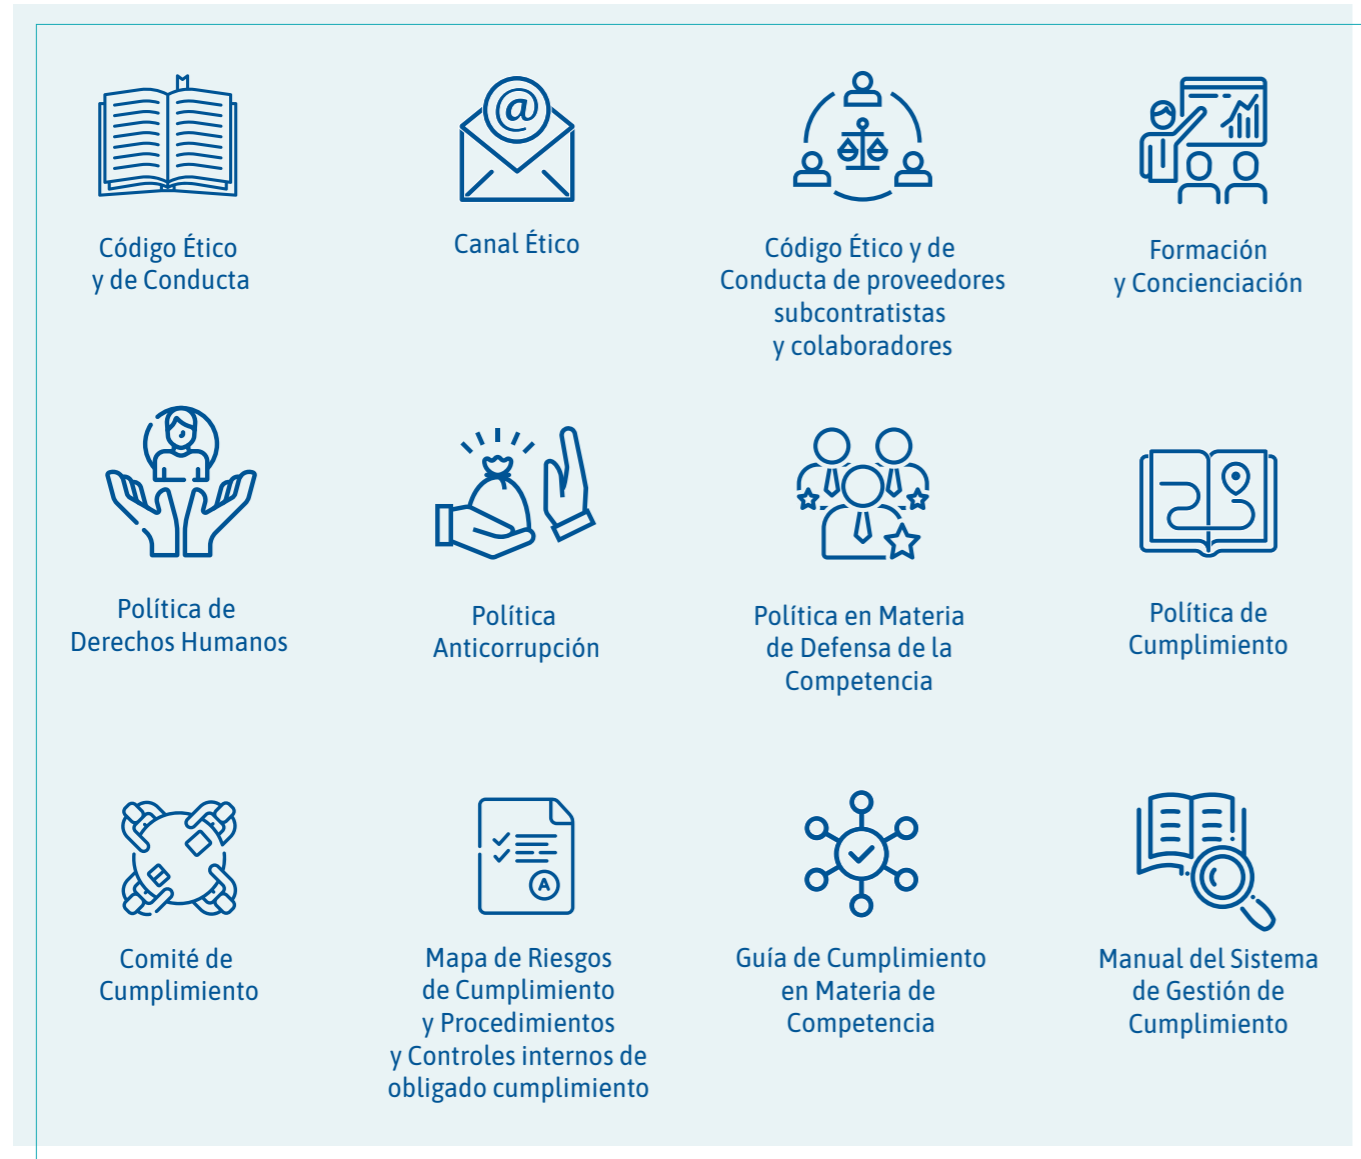 @
Código Ético
y de Conducta
Canal Ético
Código Ético y de
Conducta de proveedores
subcontratistas
y colaboradores
Formación
y Concienciación
Política de
Derechos Humanos
Política
Anticorrupción
Política en Materia
de Defensa de la
Competencia
Política de
Cumplimiento
A
Comité de
Cumplimiento
Mapa de Riesgos
de Cumplimiento
y Procedimientos
y Controles internos de
obligado cumplimiento
Guía de Cumplimiento
en Materia de
Competencia
Manual del Sistema
de Gestión de
Cumplimiento